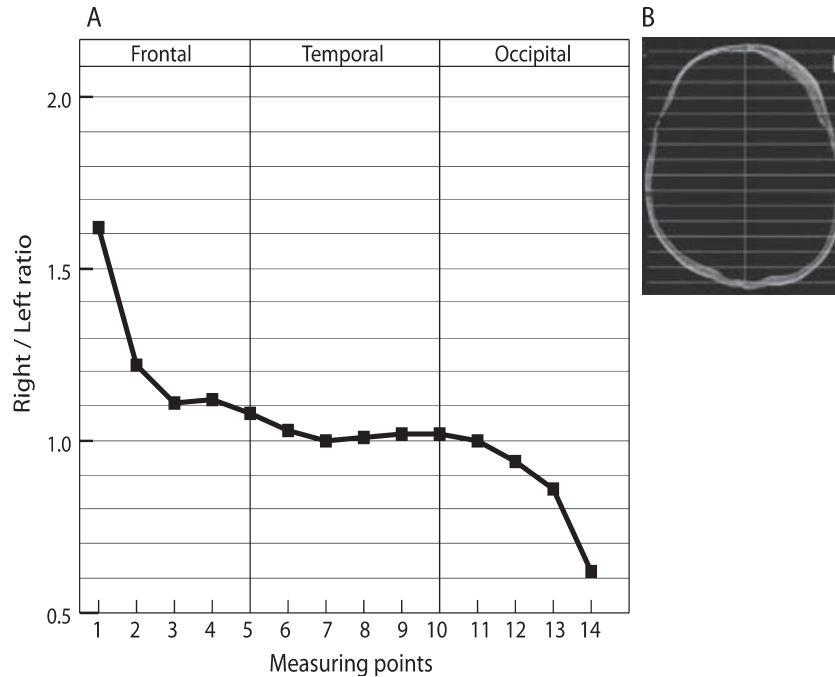 A
B
Frontal Temporal Occipital
2.0
1.5
1.0
0.5
Right / Left ratio
1 2 3 4 5 6 7 8 9 10 11 12 13 14
Measuring points